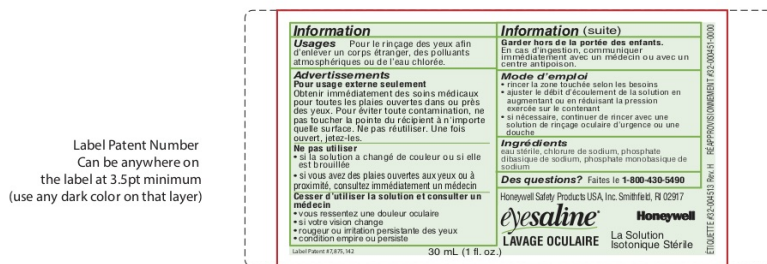 Label Patent Number
Can be anywhere on
the label at 3.5pt minimum
(use any dark color on that layer)
Information
Usages Pour le rinçage des yeux afin
d'enlever un corps étranger, des polluants
atmosphériques ou de l'eau chlorée.
Advertissements
Pour usage externe seulement
Obtenir immédiatement des soins médicaux
pour toutes les plaies ouvertes dans ou près
des yeux. Pour éviter toute contamination, ne
pas toucher la pointe du récipient à n'importe
quelle surface. Ne pas réutiliser. Une fois
ouvert, jetez-les.
Ne pas utiliser
• si la solution a changé de couleur ou si elle
est brouillée
• si vous avez des plaies ouvertes aux yeux ou à
proximité, consultez immédiatement un médecin
Cesser d'utiliser la solution et consulter un
médecin
• vous ressentez une douleur oculaire
• si votre vision change
• rougeur ou irritation persistante des yeux
• condition empire ou persiste
Label Patent #7,875,142
30 mL (1 fl. oz.)
Information (suite)
Garder hors de la portée des enfants.
En cas d'ingestion, communiquer
immédiatement avec un médecin ou avec un
centre antipoison.
Mode d'emploi
• rincer la zone touchée selon les besoins
• ajuster le débit d'écoulement de la solution en
augmentant ou en réduisant la pression
exercée sur le contenant
• si nécessaire, continuer de rincer avec une
solution de rinçage oculaire d'urgence ou une
douche
Ingrédients
eau stérile, chlorure de sodium, phosphate
dibasique de sodium, phosphate monobasique de
sodium
Des questions? Faites le 1-800-430-5490
Honeywell Safety Products USA, Inc. Smithfield, RI 02917
eyesaline®
LAVAGE OCULAIRE
Honeywell
La Solution
Isotonique Stérile
ÉTIQUETTE #32-004513 Rev. H RÉAPPROVISIONNEMENT #32-000451-0000